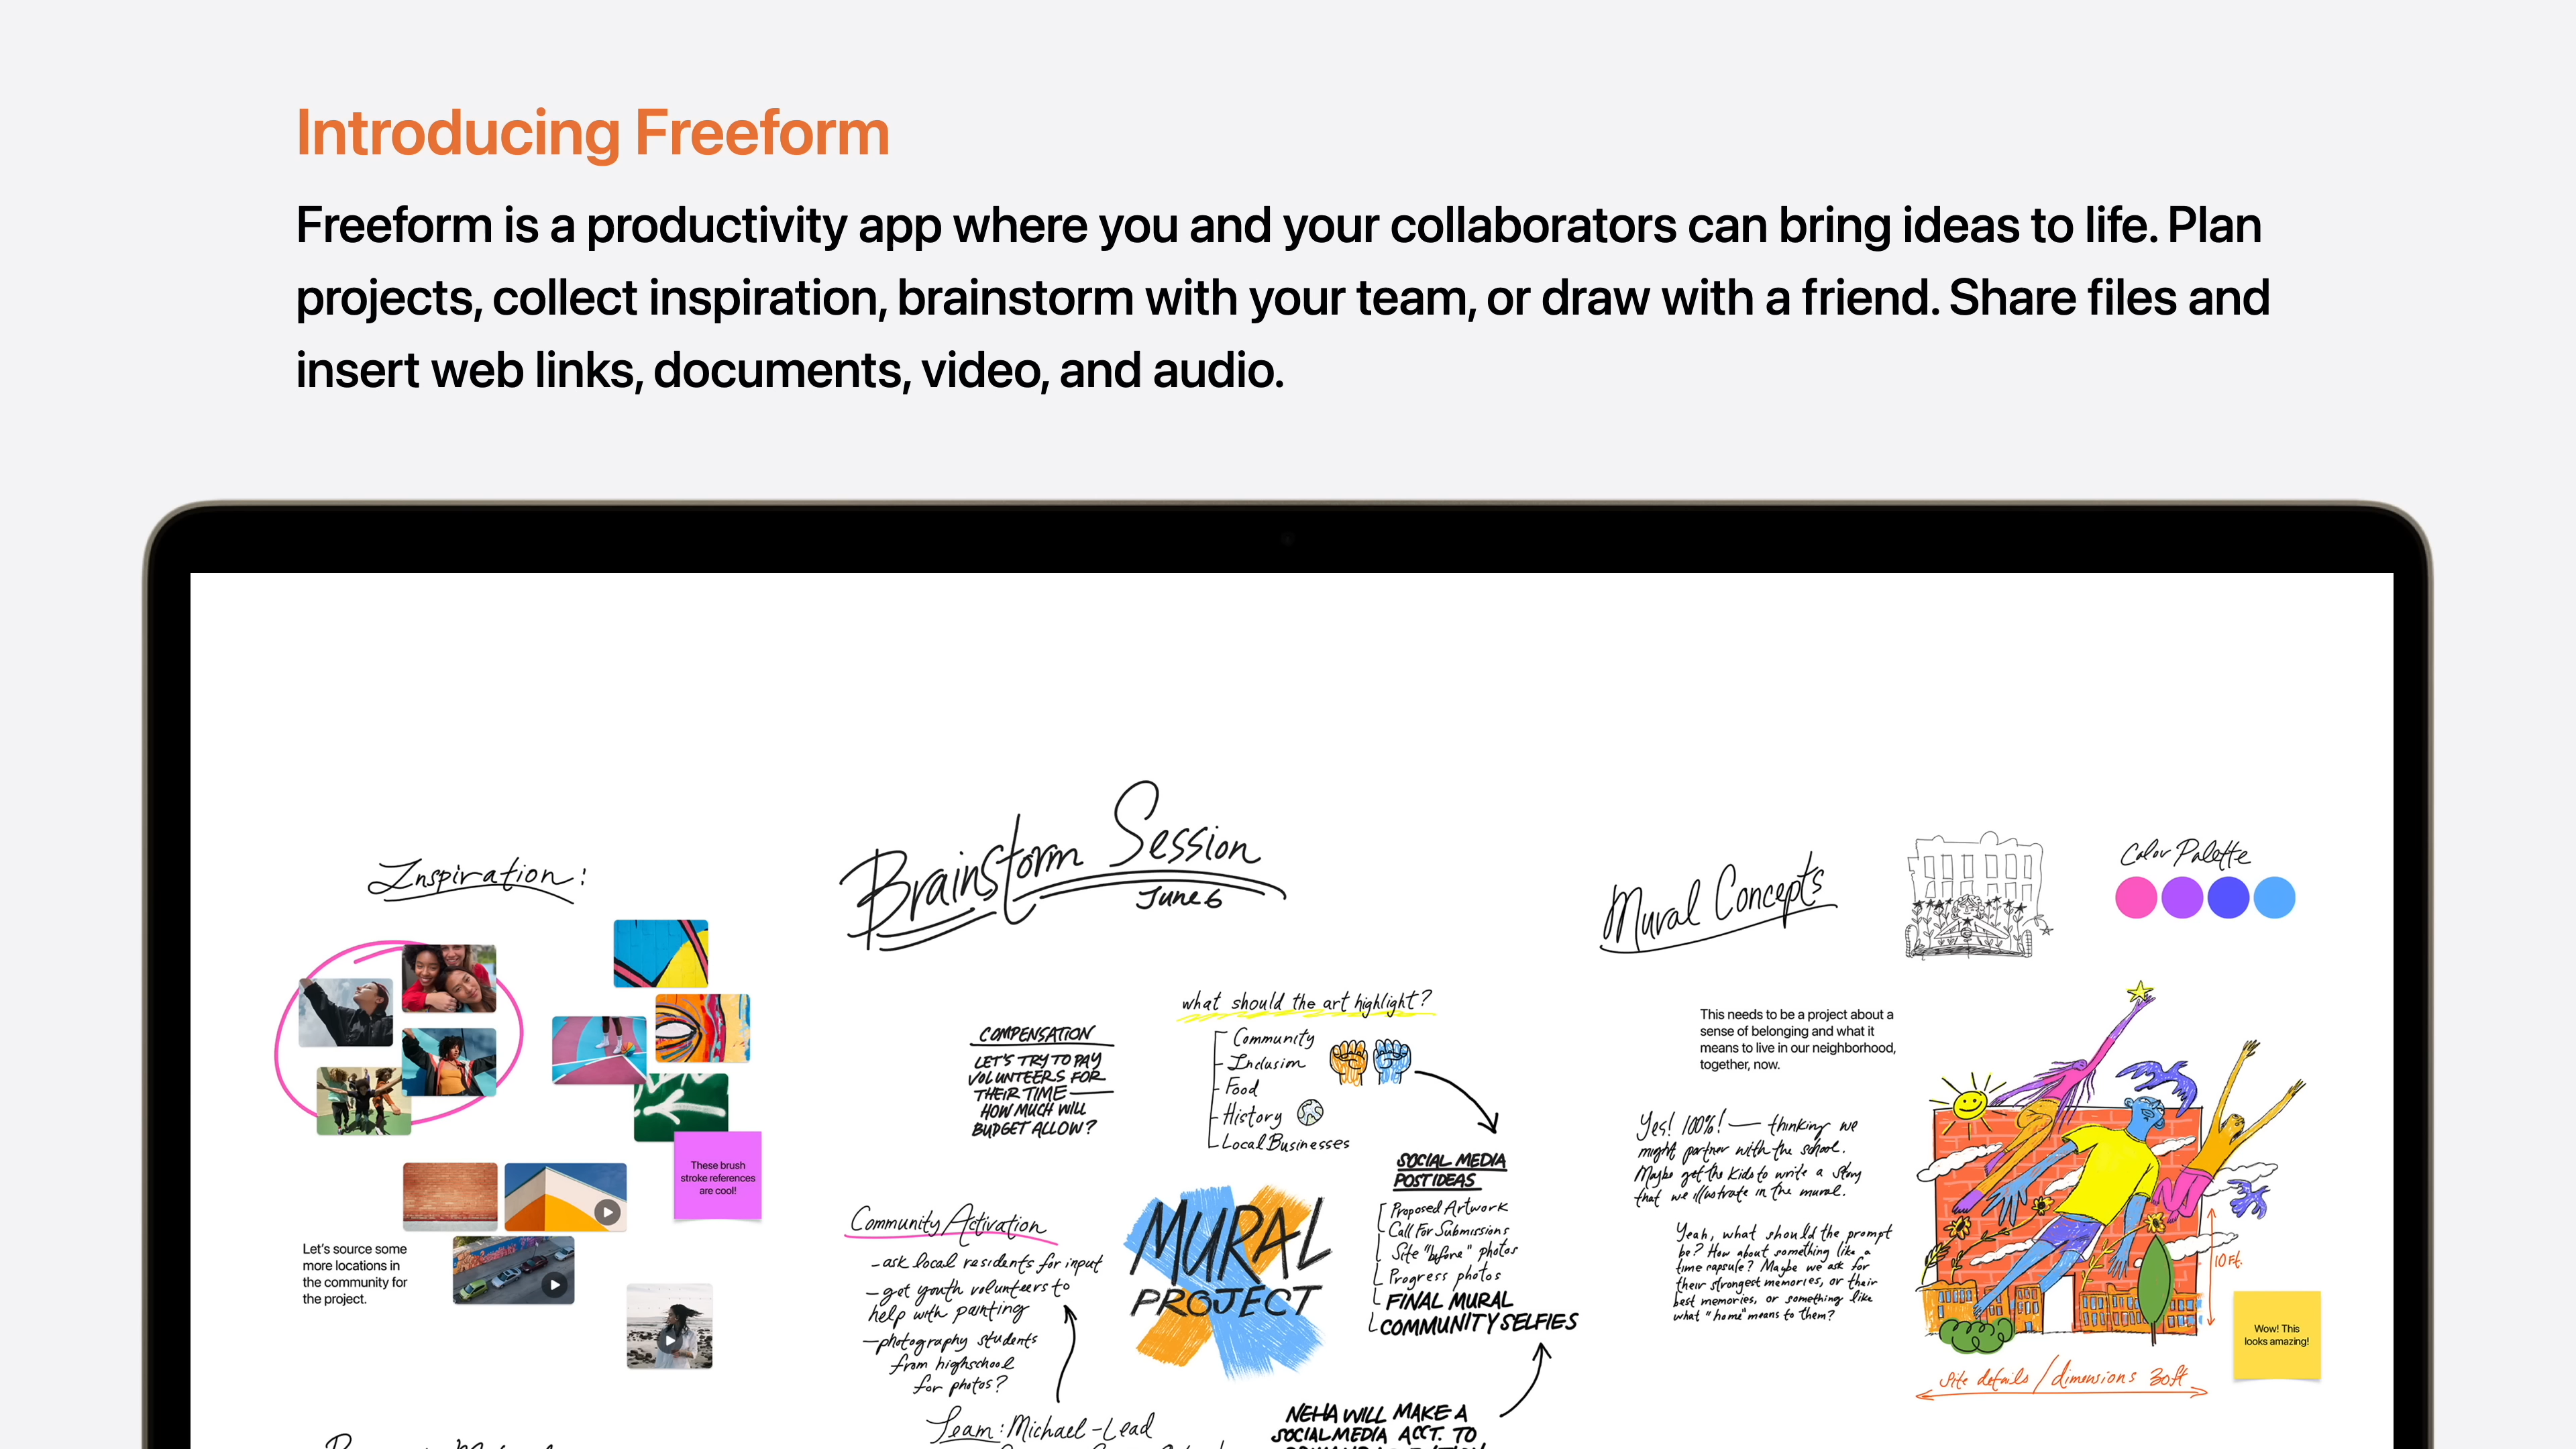 Introducing Freeform
Freeform is a productivity app where you and your collaborators can bring ideas to life. Plan
projects, collect inspiration, brainstorm with your team, or draw with a friend. Share files and
insert web links, documents, video, and audio.
Inspiration:
These brush
stroke references
are cool!
Let's source some
more locations in
the community for
the project.
Brainstorm Session
June 6
COMPENSATION
LET'S TRY TO PAY
VOLUNTEERS FOR
THEIR TIME —
HOW MUCH WILL
BUDGET ALLOW?
what should the art highlight?
Community
Inclusion
Food
History
Local Businesses
SOCIAL MEDIA
POST IDEAS
Proposed Artwork
Call For Submissions
Site "before" photos
Progress photos
FINAL MURAL
COMMUNITY SELFIES
Community Activation
- ask local residents for input
- get youth volunteers to
help with painting
- photography students
from highschool
for photos?
MURAL
PROJECT
Team: Michael - Lead
NEHA WILL MAKE A
SOCIAL MEDIA ACCT. TO
Mural Concepts
Color Palette
This needs to be a project about a
sense of belonging and what it
means to live in our neighborhood,
together, now.
Yes! 100%! — thinking we
might partner with the school.
Maybe get the kids to write a story
that we illustrate in the mural.
Yeah, what should the prompt
be? How about something like a
time capsule? Maybe we ask for
their strongest memories, or their
best memories, or something like
what "home" means to them?
10 Ft.
Site details / dimensions 30ft
Wow! This
looks amazing!